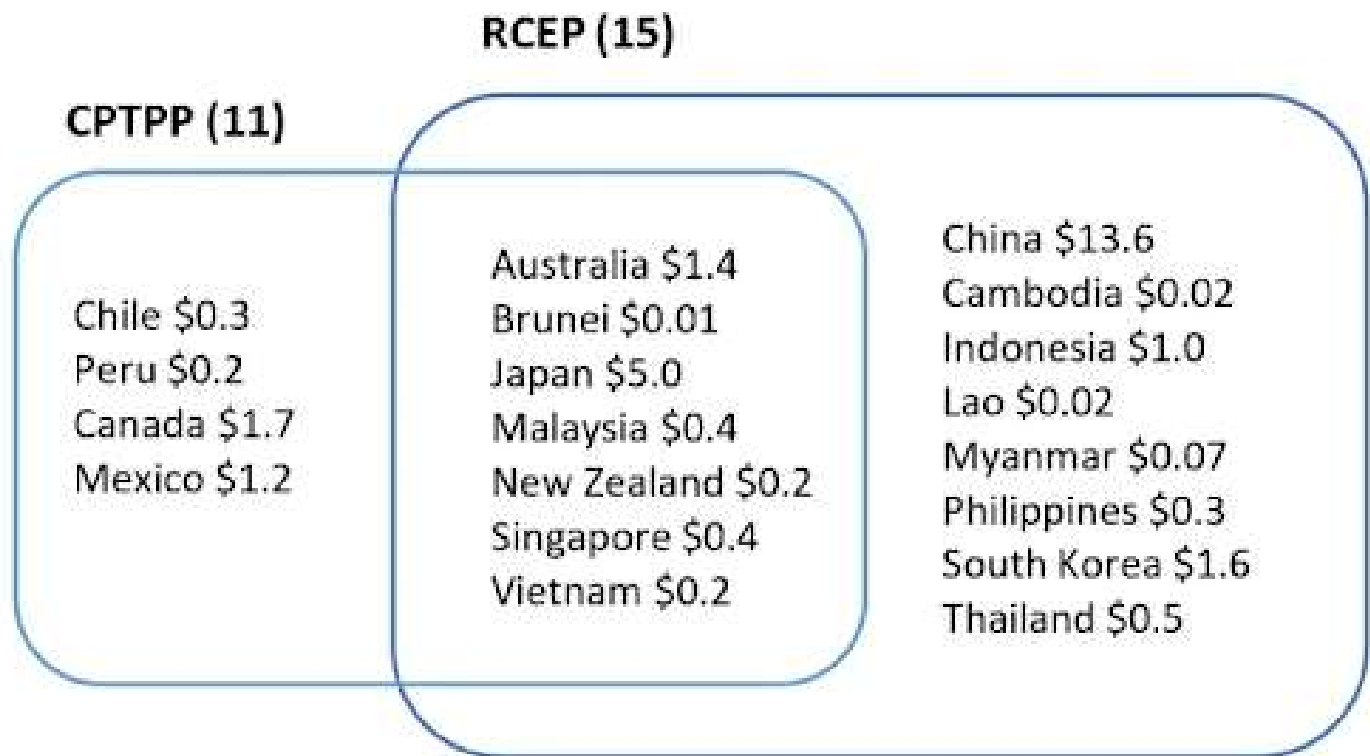 RCEP (15)
CPTPP (11)
Chile $0.3
Peru $0.2
Canada $1.7
Mexico $1.2
Australia $1.4
Brunei $0.01
Japan $5.0
Malaysia $0.4
New Zealand $0.2
Singapore $0.4
Vietnam $0.2
China $13.6
Cambodia $0.02
Indonesia $1.0
Lao $0.02
Myanmar $0.07
Philippines $0.3
South Korea $1.6
Thailand $0.5